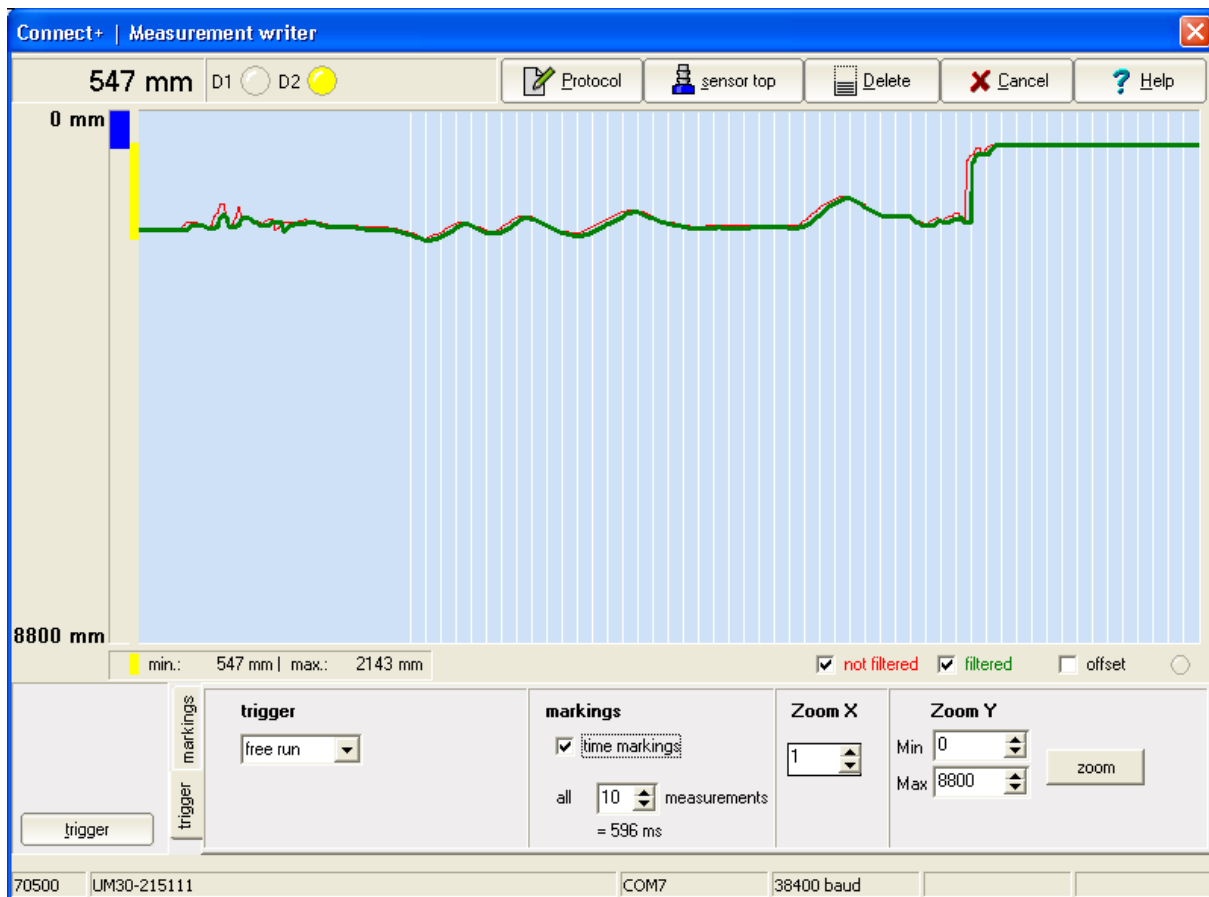 Connect+ | Measurement writer
547 mm D1 D2 Protocol sensor top Delete Cancel ? Help
0 mm
8800 mm
min.: 547 mm | max.: 2143 mm not filtered filtered offset
markings
trigger
trigger
trigger
free run
markings
time markings
all 10 measurements
= 596 ms
Zoom X
1
Zoom Y
Min 0
Max 8800
zoom
70500 UM30-215111 COM7 38400 baud